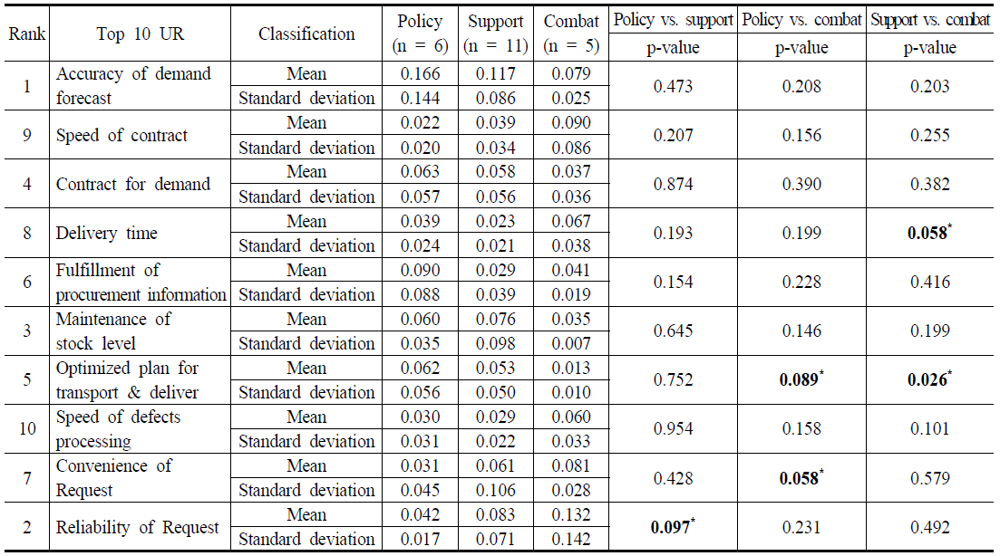 Rank Top 10 UR Classification Policy (n = 6) Support (n = 11) Combat (n = 5) Policy vs. support Policy vs. combat Support vs. combat
p-value p-value p-value
1 Accuracy of demand forecast Mean 0.166 0.117 0.079 0.473 0.208 0.203
Standard deviation 0.144 0.086 0.025
9 Speed of contract Mean 0.022 0.039 0.090 0.207 0.156 0.255
Standard deviation 0.020 0.034 0.086
4 Contract for demand Mean 0.063 0.058 0.037 0.874 0.390 0.382
Standard deviation 0.057 0.056 0.036
8 Delivery time Mean 0.039 0.023 0.067 0.193 0.199 0.058*
Standard deviation 0.024 0.021 0.038
6 Fulfillment of procurement information Mean 0.090 0.029 0.041 0.154 0.228 0.416
Standard deviation 0.088 0.039 0.019
3 Maintenance of stock level Mean 0.060 0.076 0.035 0.645 0.146 0.199
Standard deviation 0.035 0.098 0.007
5 Optimized plan for transport & deliver Mean 0.062 0.053 0.013 0.752 0.089* 0.026*
Standard deviation 0.056 0.050 0.010
10 Speed of defects processing Mean 0.030 0.029 0.060 0.954 0.158 0.101
Standard deviation 0.031 0.022 0.033
7 Convenience of Request Mean 0.031 0.061 0.081 0.428 0.058* 0.579
Standard deviation 0.045 0.106 0.028
2 Reliability of Request Mean 0.042 0.083 0.132 0.097* 0.231 0.492
Standard deviation 0.017 0.071 0.142